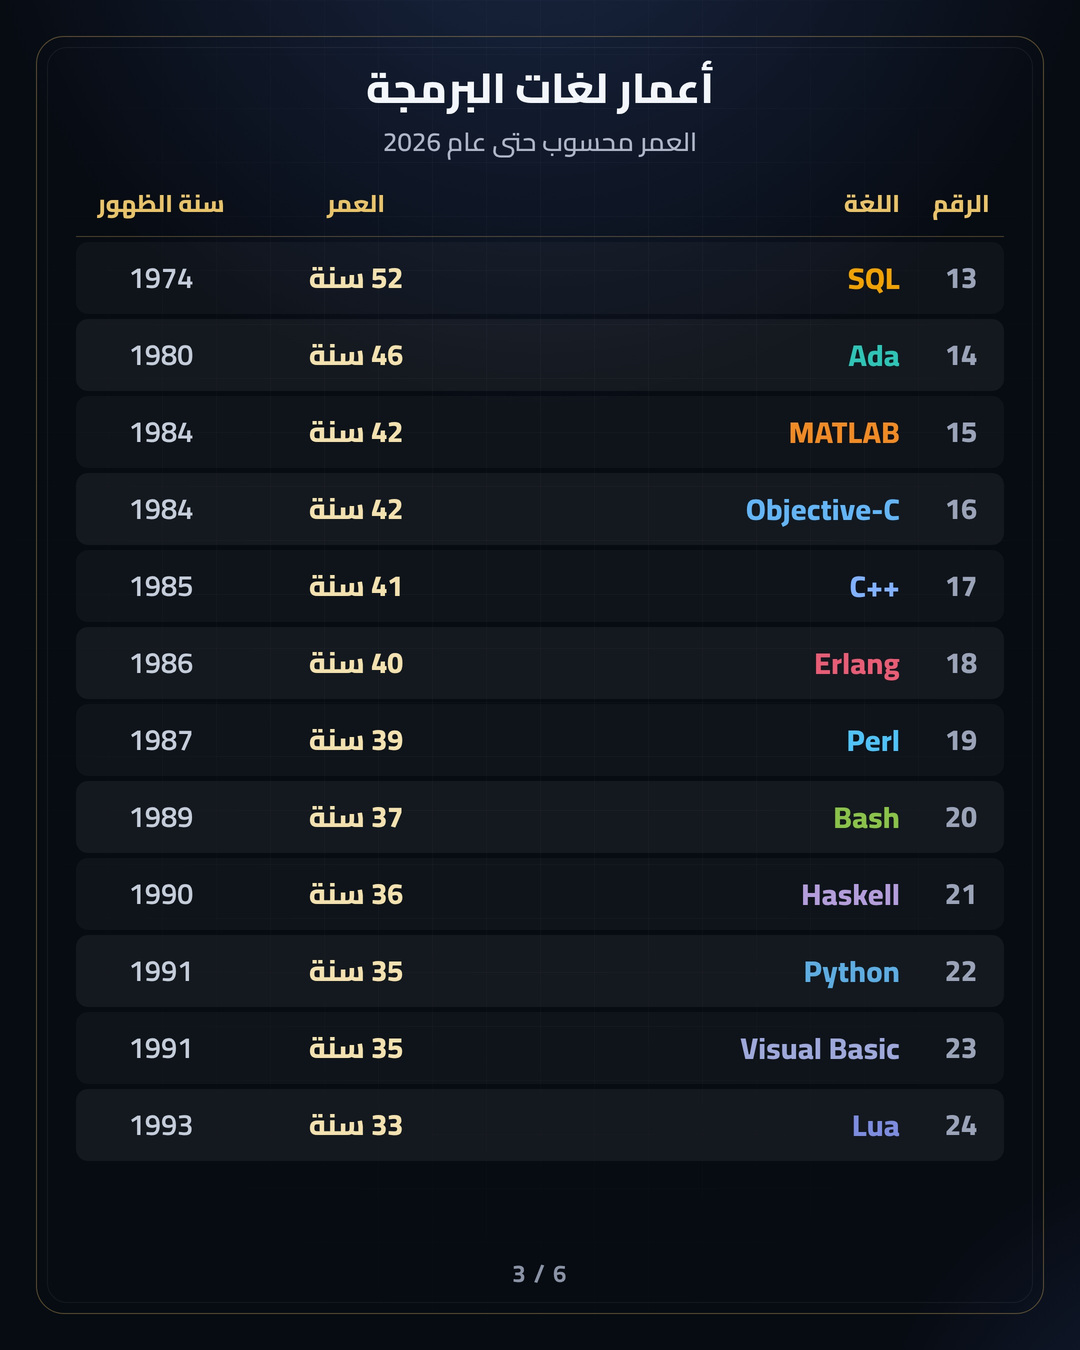 أعمار لغات البرمجة
العمر محسوب حتى عام 2026
الرقم اللغة العمر سنة الظهور
13 SQL 52 سنة 1974
14 Ada 46 سنة 1980
15 MATLAB 42 سنة 1984
16 Objective-C 42 سنة 1984
17 C++ 41 سنة 1985
18 Erlang 40 سنة 1986
19 Perl 39 سنة 1987
20 Bash 37 سنة 1989
21 Haskell 36 سنة 1990
22 Python 35 سنة 1991
23 Visual Basic 35 سنة 1991
24 Lua 33 سنة 1993
3 / 6